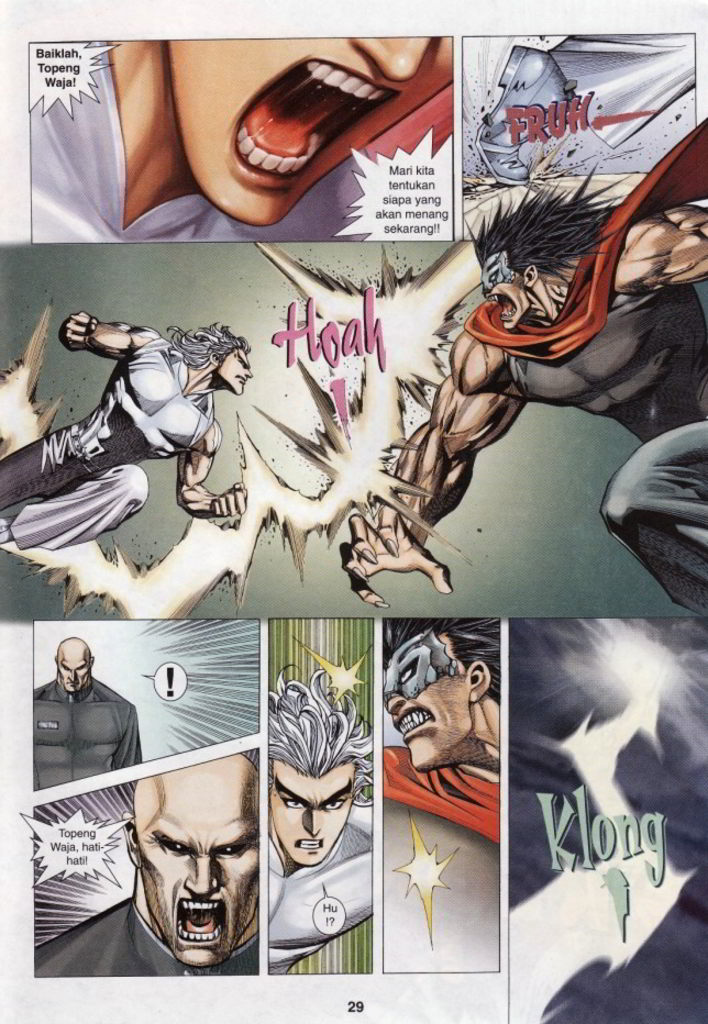 Baiklah,
Topeng
Waja!
Mari kita
tentukan
siapa yang
akan menang
sekarang!!
FRUH
Hoah
!
!
Topeng
Waja, hati-
hati!
Hu
!?
Klong
!
29